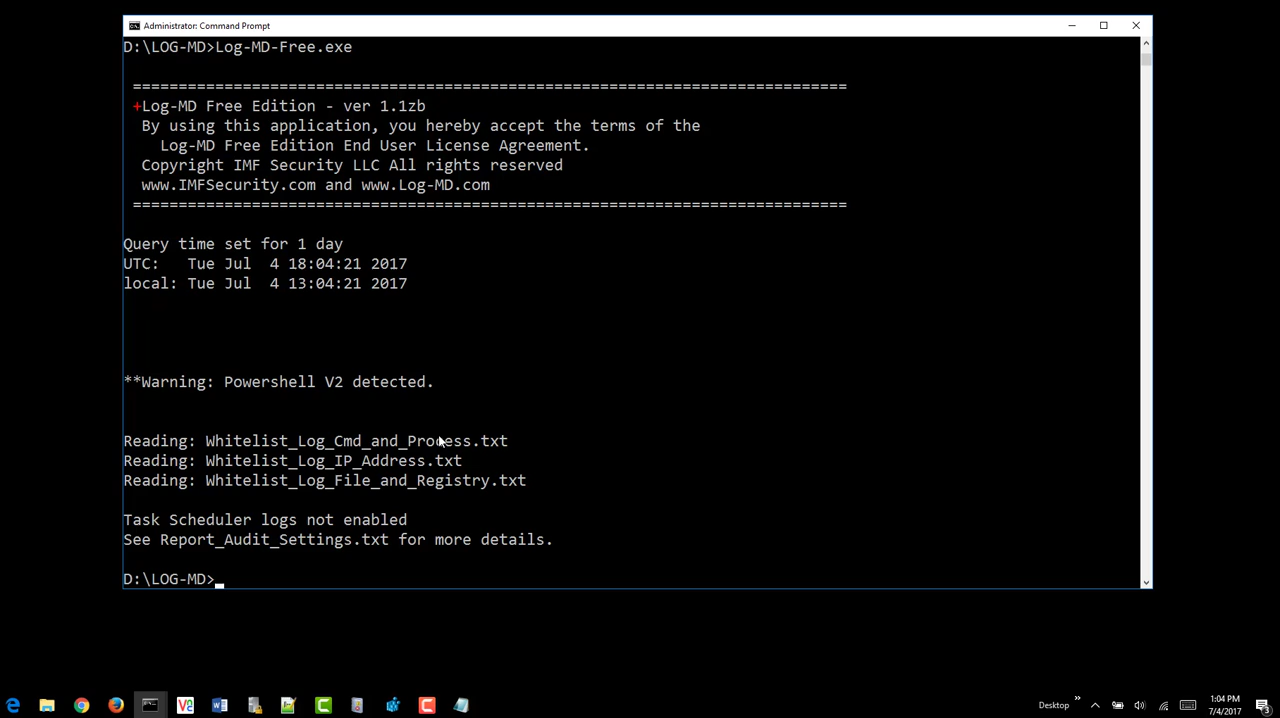 Administrator: Command Prompt
D:\LOG-MD>Log-MD-Free.exe
==============================================================================
+Log-MD Free Edition - ver 1.1zb
By using this application, you hereby accept the terms of the
Log-MD Free Edition End User License Agreement.
Copyright IMF Security LLC All rights reserved
www.IMFSecurity.com and www.Log-MD.com
==============================================================================
Query time set for 1 day
UTC:   Tue Jul  4 18:04:21 2017
local: Tue Jul  4 13:04:21 2017
**Warning: Powershell V2 detected.
Reading: Whitelist_Log_Cmd_and_Process.txt
Reading: Whitelist_Log_IP_Address.txt
Reading: Whitelist_Log_File_and_Registry.txt
Task Scheduler logs not enabled
See Report_Audit_Settings.txt for more details.
D:\LOG-MD>
Desktop
1:04 PM
7/4/2017